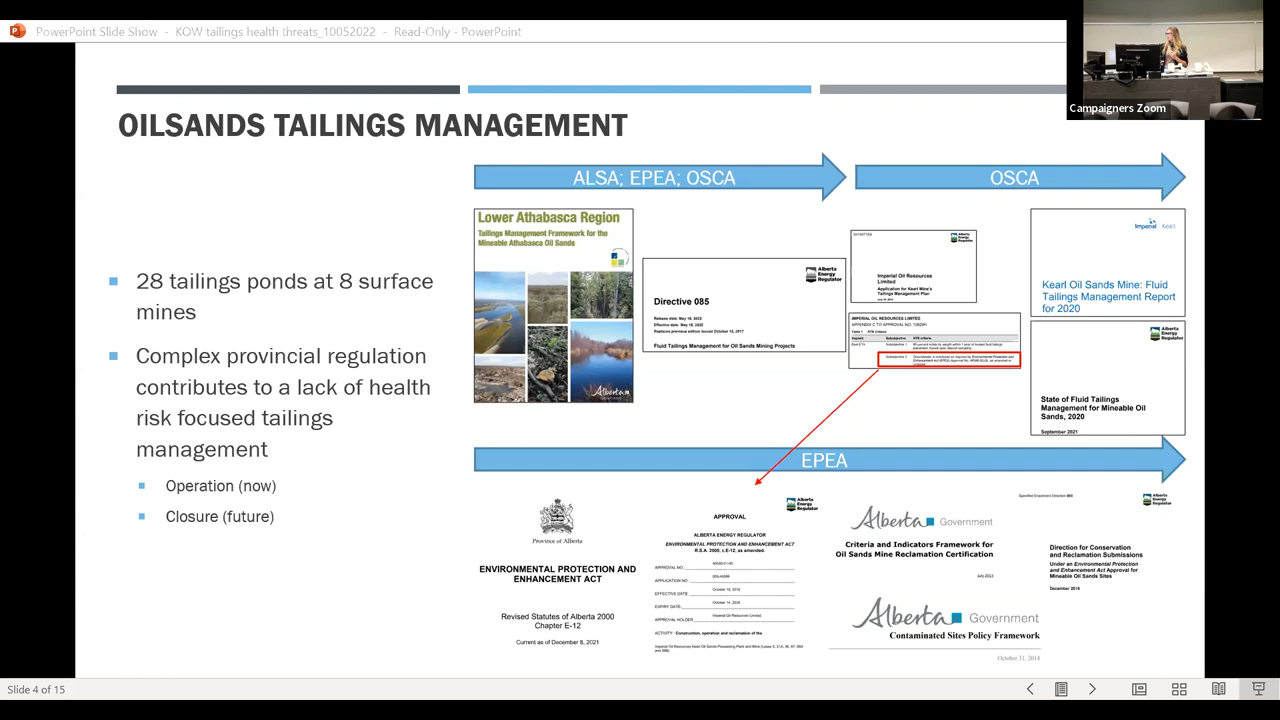 PowerPoint Slide Show - KOW tailings health threats_10052022 - Read-Only - PowerPoint
Campaigners Zoom
OILSANDS TAILINGS MANAGEMENT
28 tailings ponds at 8 surface
mines
Complex provincial regulation
contributes to a lack of health
risk focused tailings
management
Operation (now)
Closure (future)
ALSA; EPEA; OSCA
OSCA
Lower Athabasca Region
Tailings Management Framework for the
Mineable Athabasca Oil Sands
Alberta
Alberta
Energy
Regulator
Directive 085
Release date: May 18, 2022
Effective date: May 18, 2022
Replaces previous edition issued October 12, 2017
Fluid Tailings Management for Oil Sands Mining Projects
Alberta
Energy
Regulator
Imperial Oil Resources
Limited
Application for Kearl Mine's
Tailings Management Plan
IMPERIAL OIL RESOURCES LIMITED
Imperial Kearl
Kearl Oil Sands Mine: Fluid
Tailings Management Report
for 2020
Alberta
Energy
Regulator
State of Fluid Tailings
Management for Mineable Oil
Sands, 2020
September 2021
EPEA
Province of Alberta
ENVIRONMENTAL PROTECTION AND
ENHANCEMENT ACT
Revised Statutes of Alberta 2000
Chapter E-12
Current as of December 8, 2021
Alberta
Energy
Regulator
APPROVAL
ALBERTA ENERGY REGULATOR
ENVIRONMENTAL PROTECTION AND ENHANCEMENT ACT
R.S.A. 2000, c.E-12, as amended.
APPROVAL NO.:
APPLICATION NO.:
EFFECTIVE DATE:
EXPIRY DATE:
APPROVAL HOLDER:
Imperial Oil Resources Limited
ACTIVITY: Construction, operation and reclamation of the
Alberta Government
Criteria and Indicators Framework for
Oil Sands Mine Reclamation Certification
July 2013
Alberta Government
Contaminated Sites Policy Framework
October 31, 2014
Alberta
Energy
Regulator
Direction for Conservation
and Reclamation Submissions
Under an Environmental Protection
and Enhancement Act Approval for
Mineable Oil Sands Sites
Slide 4 of 15